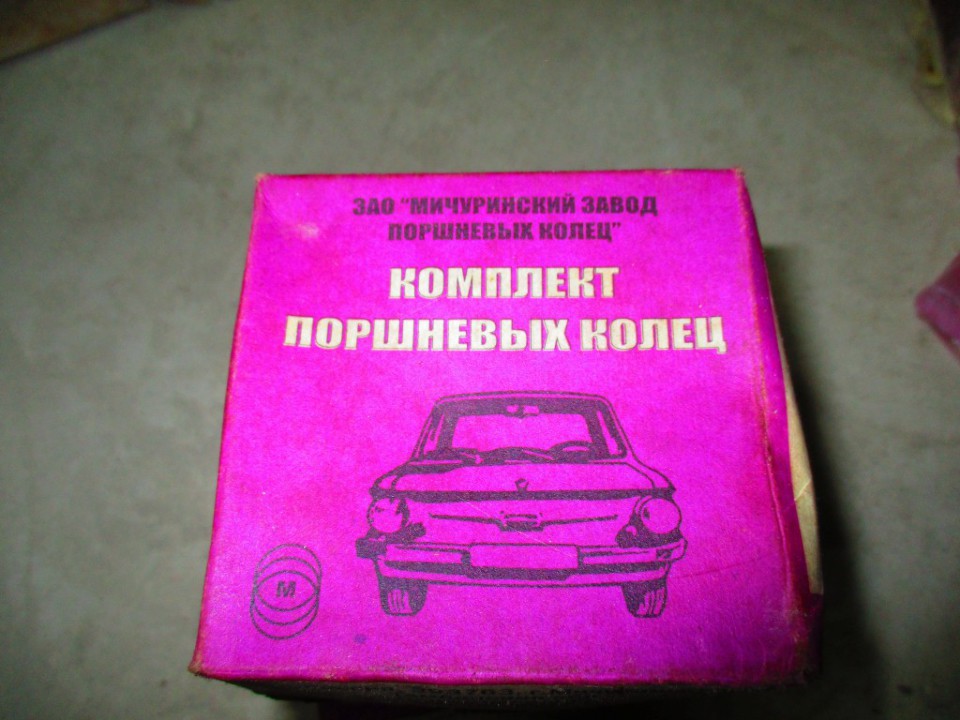 ЗАО "МИЧУРИНСКИЙ ЗАВОД
ПОРШНЕВЫХ КОЛЕЦ"
КОМПЛЕКТ
ПОРШНЕВЫХ КОЛЕЦ
М